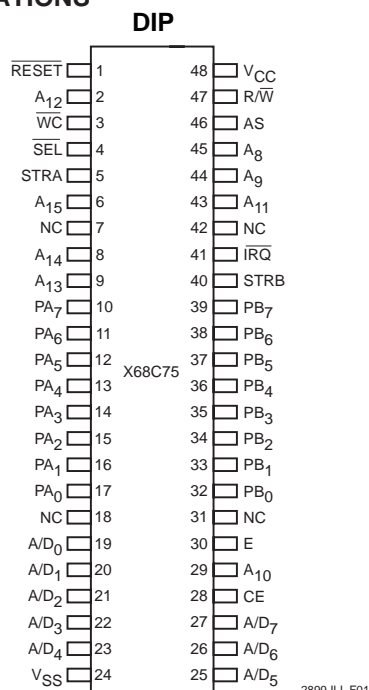 DIP
RESET 1 48 VCC
A12 2 47 R/W
WC 3 46 AS
SEL 4 45 A8
STRA 5 44 A9
A15 6 43 A11
NC 7 42 NC
A14 8 41 IRQ
A13 9 40 STRB
PA7 10 39 PB7
PA6 11 38 PB6
PA5 12 37 PB5
X68C75
PA4 13 36 PB4
PA3 14 35 PB3
PA2 15 34 PB2
PA1 16 33 PB1
PA0 17 32 PB0
NC 18 31 NC
A/D0 19 30 E
A/D1 20 29 A10
A/D2 21 28 CE
A/D3 22 27 A/D7
A/D4 23 26 A/D6
VSS 24 25 A/D5